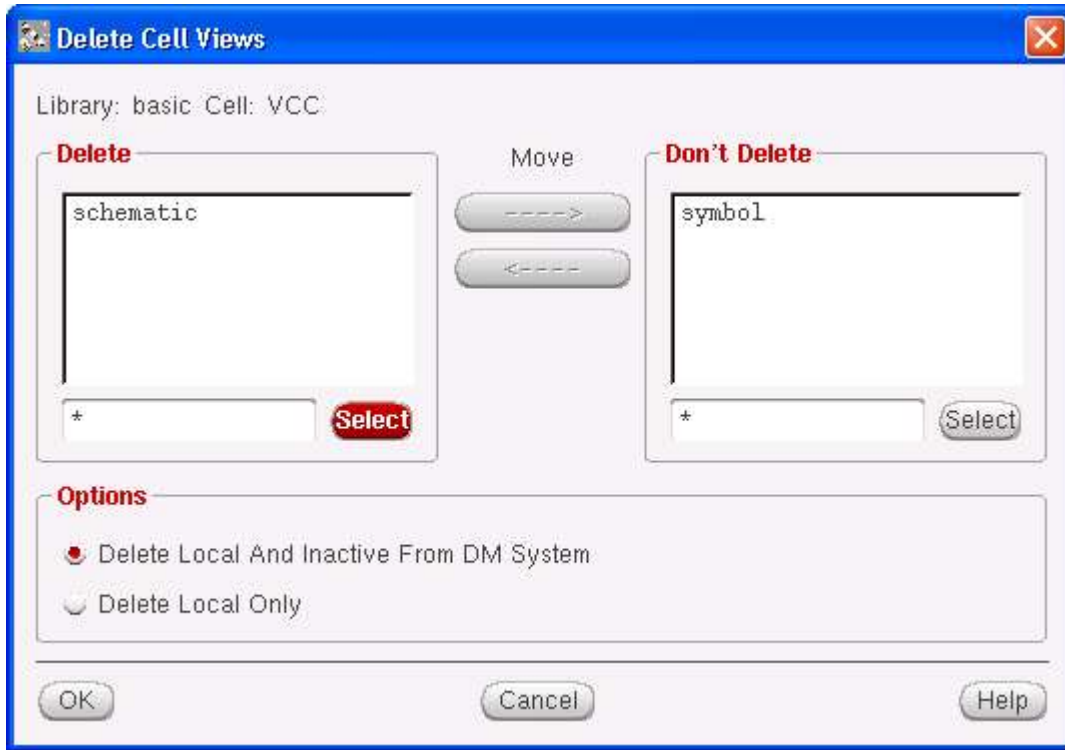 Delete Cell Views
Library: basic Cell: VCC
Delete
schematic
*
Select
Move
---->
<----
Don't Delete
symbol
*
Select
Options
Delete Local And Inactive From DM System
Delete Local Only
OK
Cancel
Help